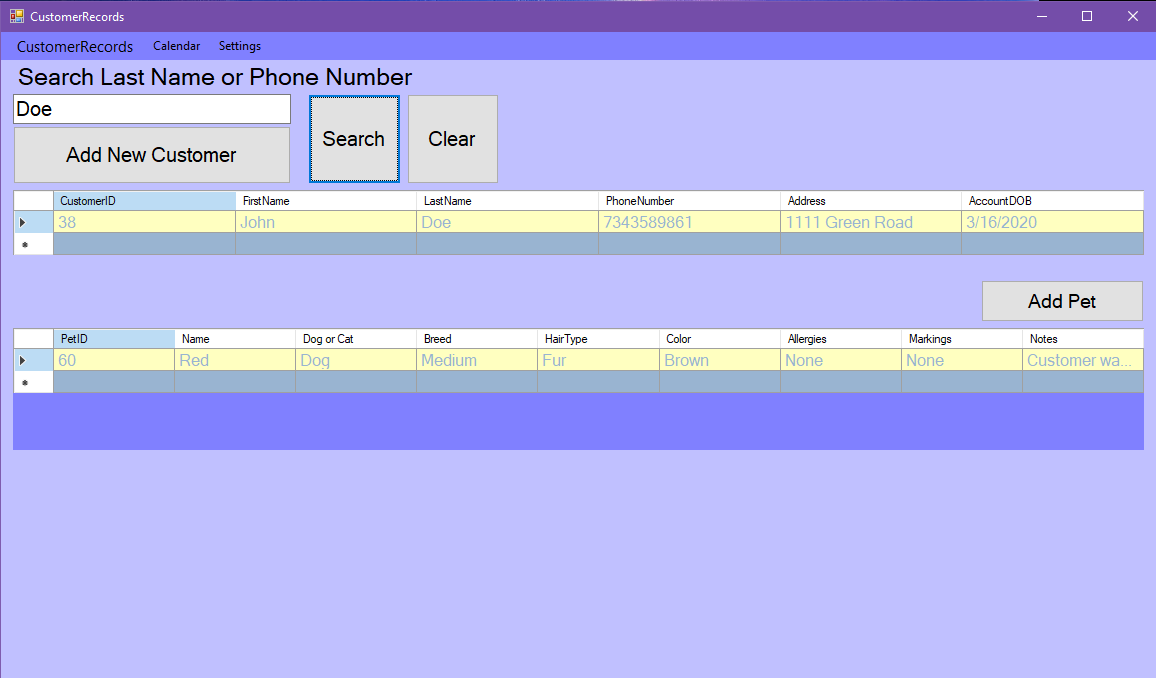 CustomerRecords
CustomerRecords Calendar Settings
Search Last Name or Phone Number
Doe
Search Clear
Add New Customer
CustomerID FirstName LastName PhoneNumber Address AccountDOB
38 John Doe 7343589861 1111 Green Road 3/16/2020
Add Pet
PetID Name Dog or Cat Breed HairType Color Allergies Markings Notes
60 Red Dog Medium Fur Brown None None Customer wa...